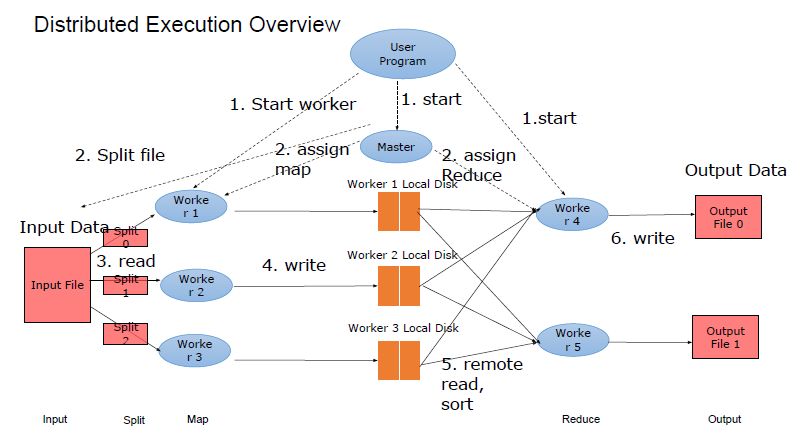 Distributed Execution Overview
User
Program
1. Start worker
1. start
1.start
2. Split file
2. assign
map
Master
2. assign
Reduce
Output Data
Worker 1 Local Disk
Worke
r 1
Worke
r 4
Output
File 0
Input Data
Split
0
6. write
3. read
4. write
Worker 2 Local Disk
Input File
Split
1
Worke
r 2
Split
2
Worker 3 Local Disk
Worke
r 3
Worke
r 5
Output
File 1
5. remote
read,
sort
Input
Split
Map
Reduce
Output